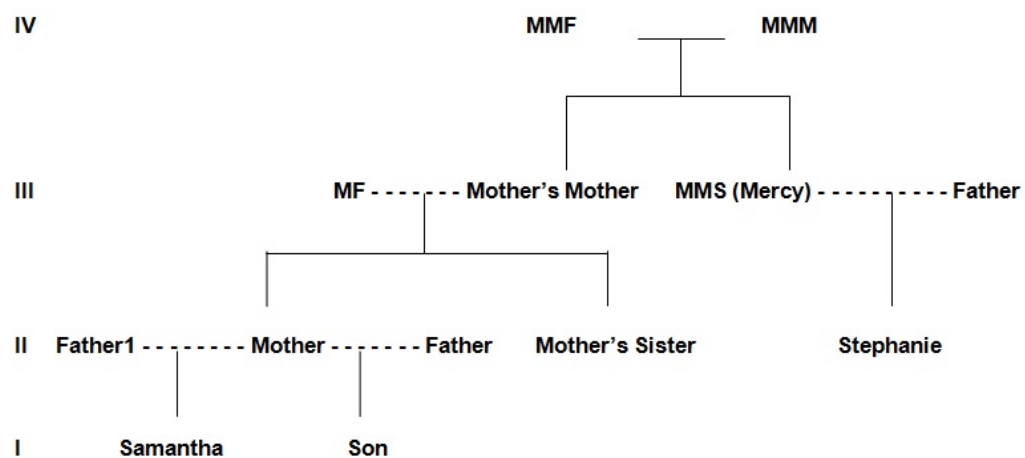 IV MMF MMM
III MF Mother's Mother MMS (Mercy) Father
II Father1 Mother Father Mother's Sister Stephanie
I Samantha Son